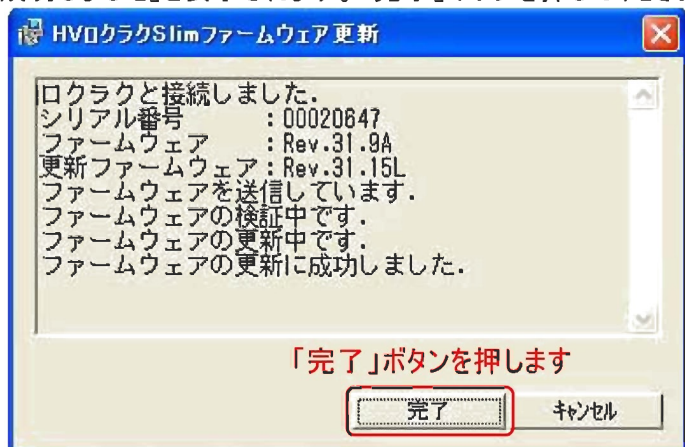 HVロクラクSlimファームウェア更新
ロクラクと接続しました.
シリアル番号　　　　:00020647
ファームウェア　　　:Rev.31.9A
更新ファームウェア:Rev.31.15L
ファームウェアを送信しています.
ファームウェアの検証中です.
ファームウェアの更新中です.
ファームウェアの更新に成功しました.
「完了」ボタンを押します
完了　キャンセル